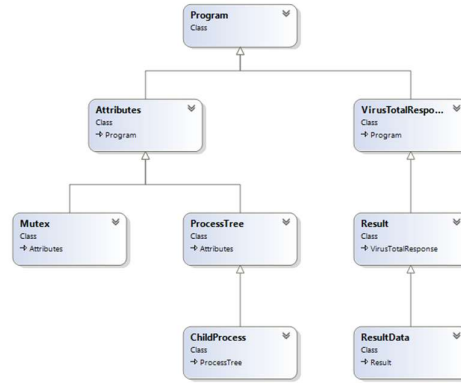 Program
Class
Attributes
Class
Program
VirusTotalRespo...
Class
Program
Mutex
Class
Attributes
ProcessTree
Class
Attributes
Result
Class
VirusTotalResponse
ChildProcess
Class
ProcessTree
ResultData
Class
Result